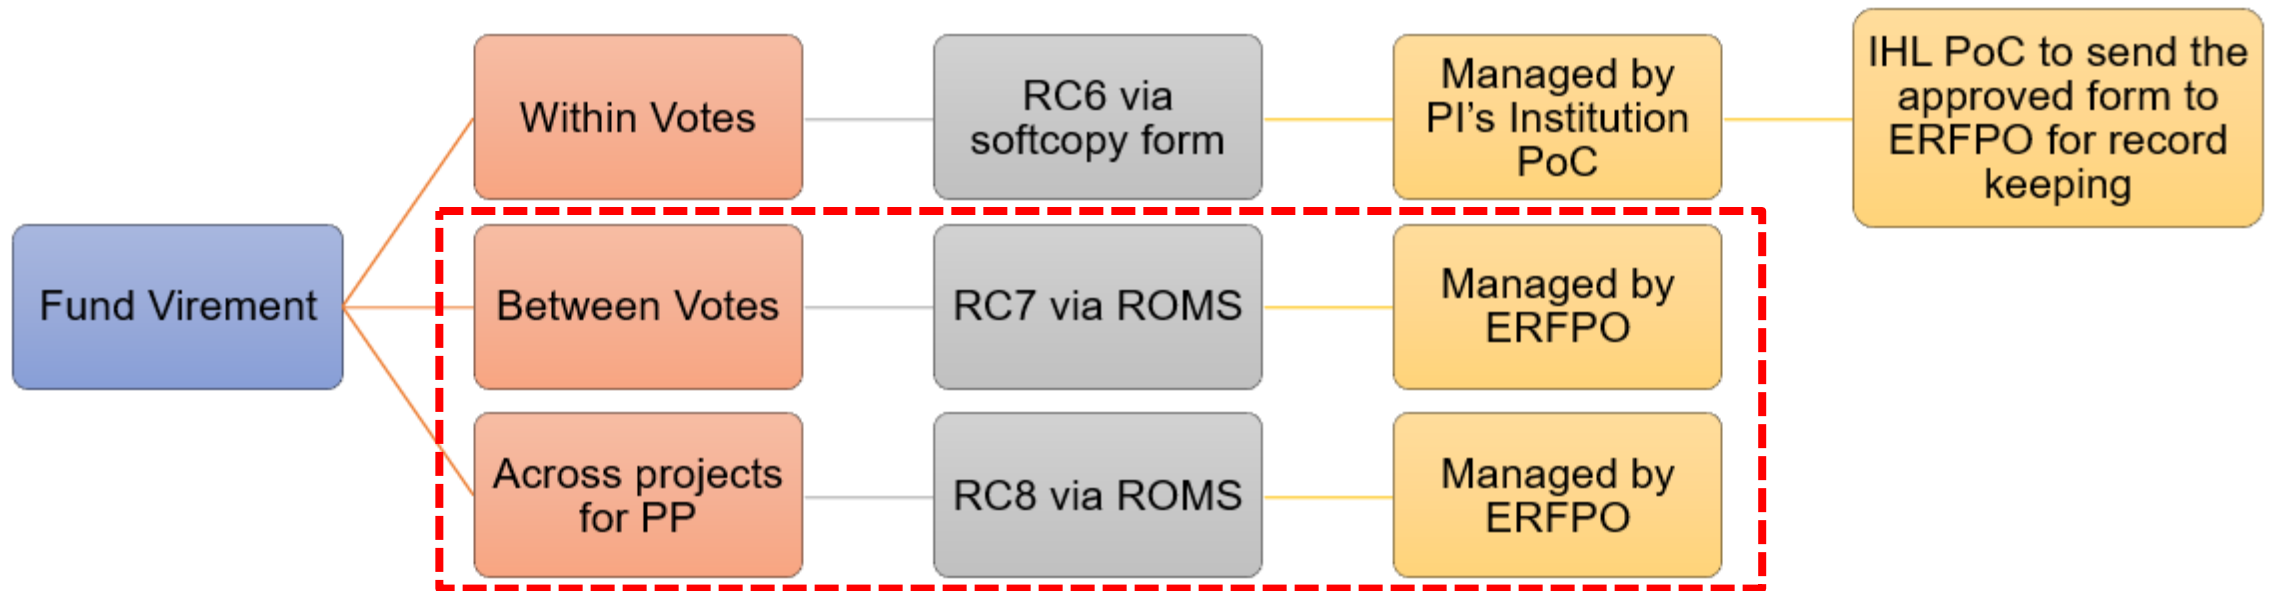 Fund Virement
Within Votes
RC6 via
softcopy form
Managed by
PI’s Institution
PoC
IHL PoC to send the
approved form to
ERFPO for record
keeping
Between Votes
RC7 via ROMS
Managed by
ERFPO
Across projects
for PP
RC8 via ROMS
Managed by
ERFPO